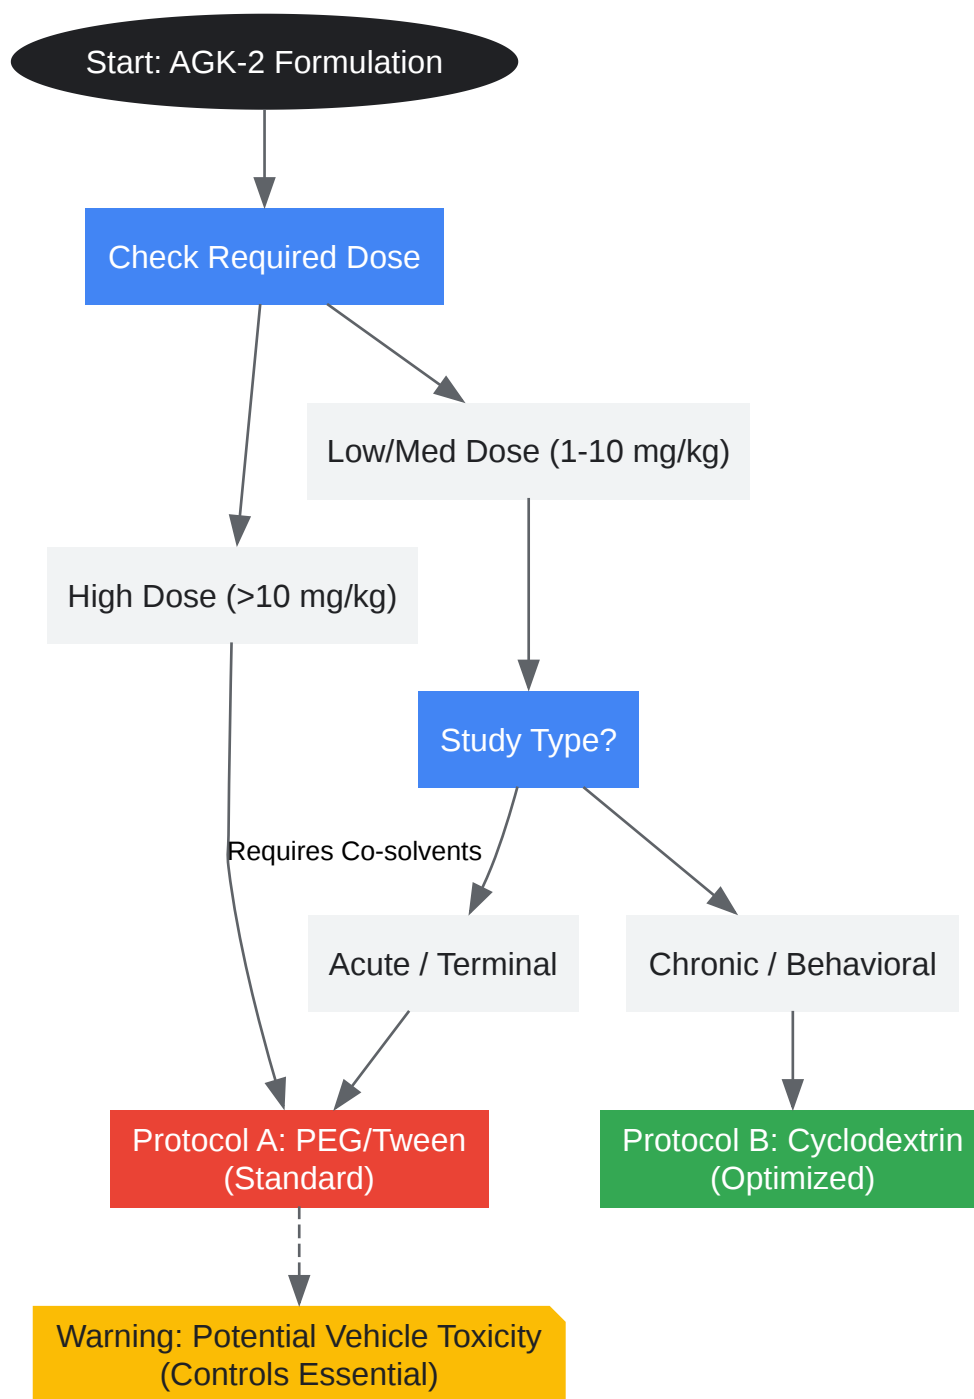 Start: AGK-2 Formulation
Check Required Dose
Low/Med Dose (1-10 mg/kg)
High Dose (>10 mg/kg)
Study Type?
Requires Co-solvents
Acute / Terminal
Chronic / Behavioral
Protocol A: PEG/Tween
(Standard)
Protocol B: Cyclodextrin
(Optimized)
Warning: Potential Vehicle Toxicity
(Controls Essential)